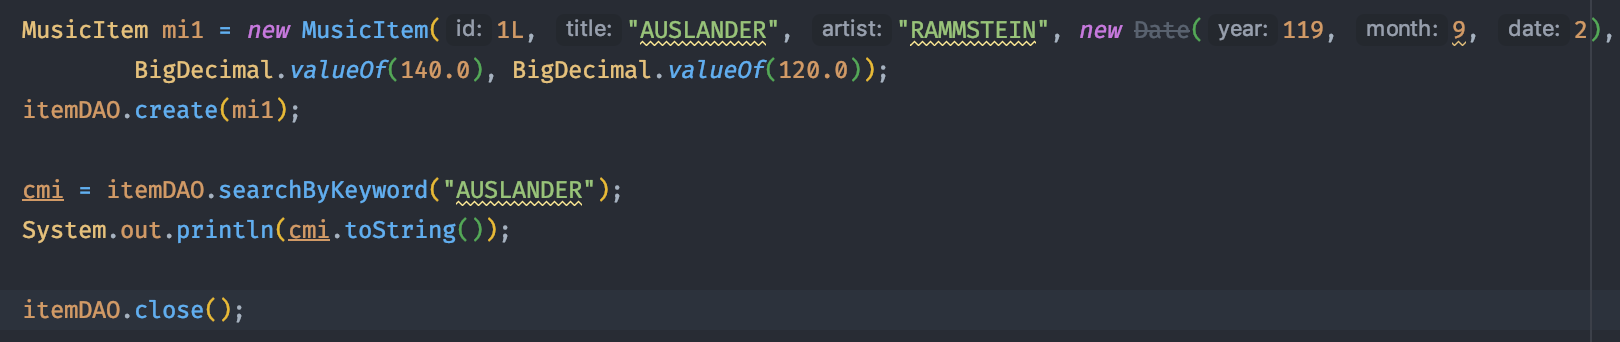 MusicItem mi1 = new MusicItem( id: 1L, title: "AUSLANDER", artist: "RAMMSTEIN", new Date( year: 119, month: 9, date: 2),
BigDecimal.valueOf(140.0), BigDecimal.valueOf(120.0));
itemDAO.create(mi1);
cmi = itemDAO.searchByKeyword("AUSLANDER");
System.out.println(cmi.toString());
itemDAO.close();